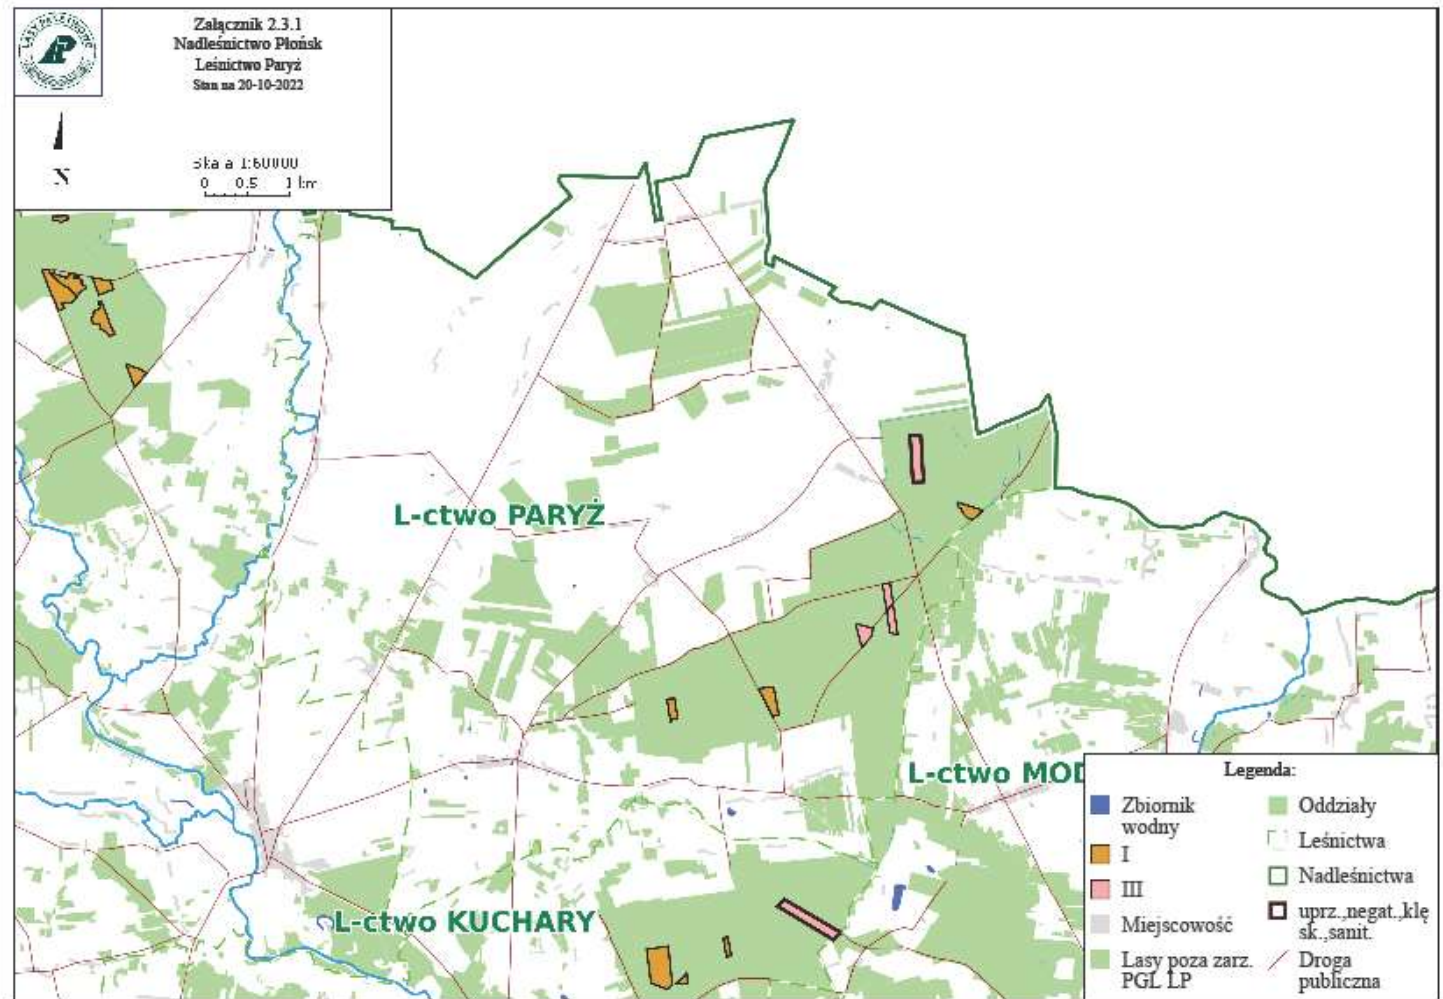 LASY PAŃSTWOWE
Załącznik 2.3.1
Nadleśnictwo Płońsk
Leśnictwo Paryż
Stan na 20-10-2022
Skala 1:60000
0 0.5 1 km
N
L-ctwo PARYŻ
L-ctwo MOD
L-ctwo KUCHARY
Legenda:
Zbiornik
wodny
I
III
Miejscowość
Lasy poza zarz.
PGL LP
Oddziały
Leśnictwa
Nadleśnictwa
uprz.,negat.,klę
sk.,sanit.
Droga
publiczna